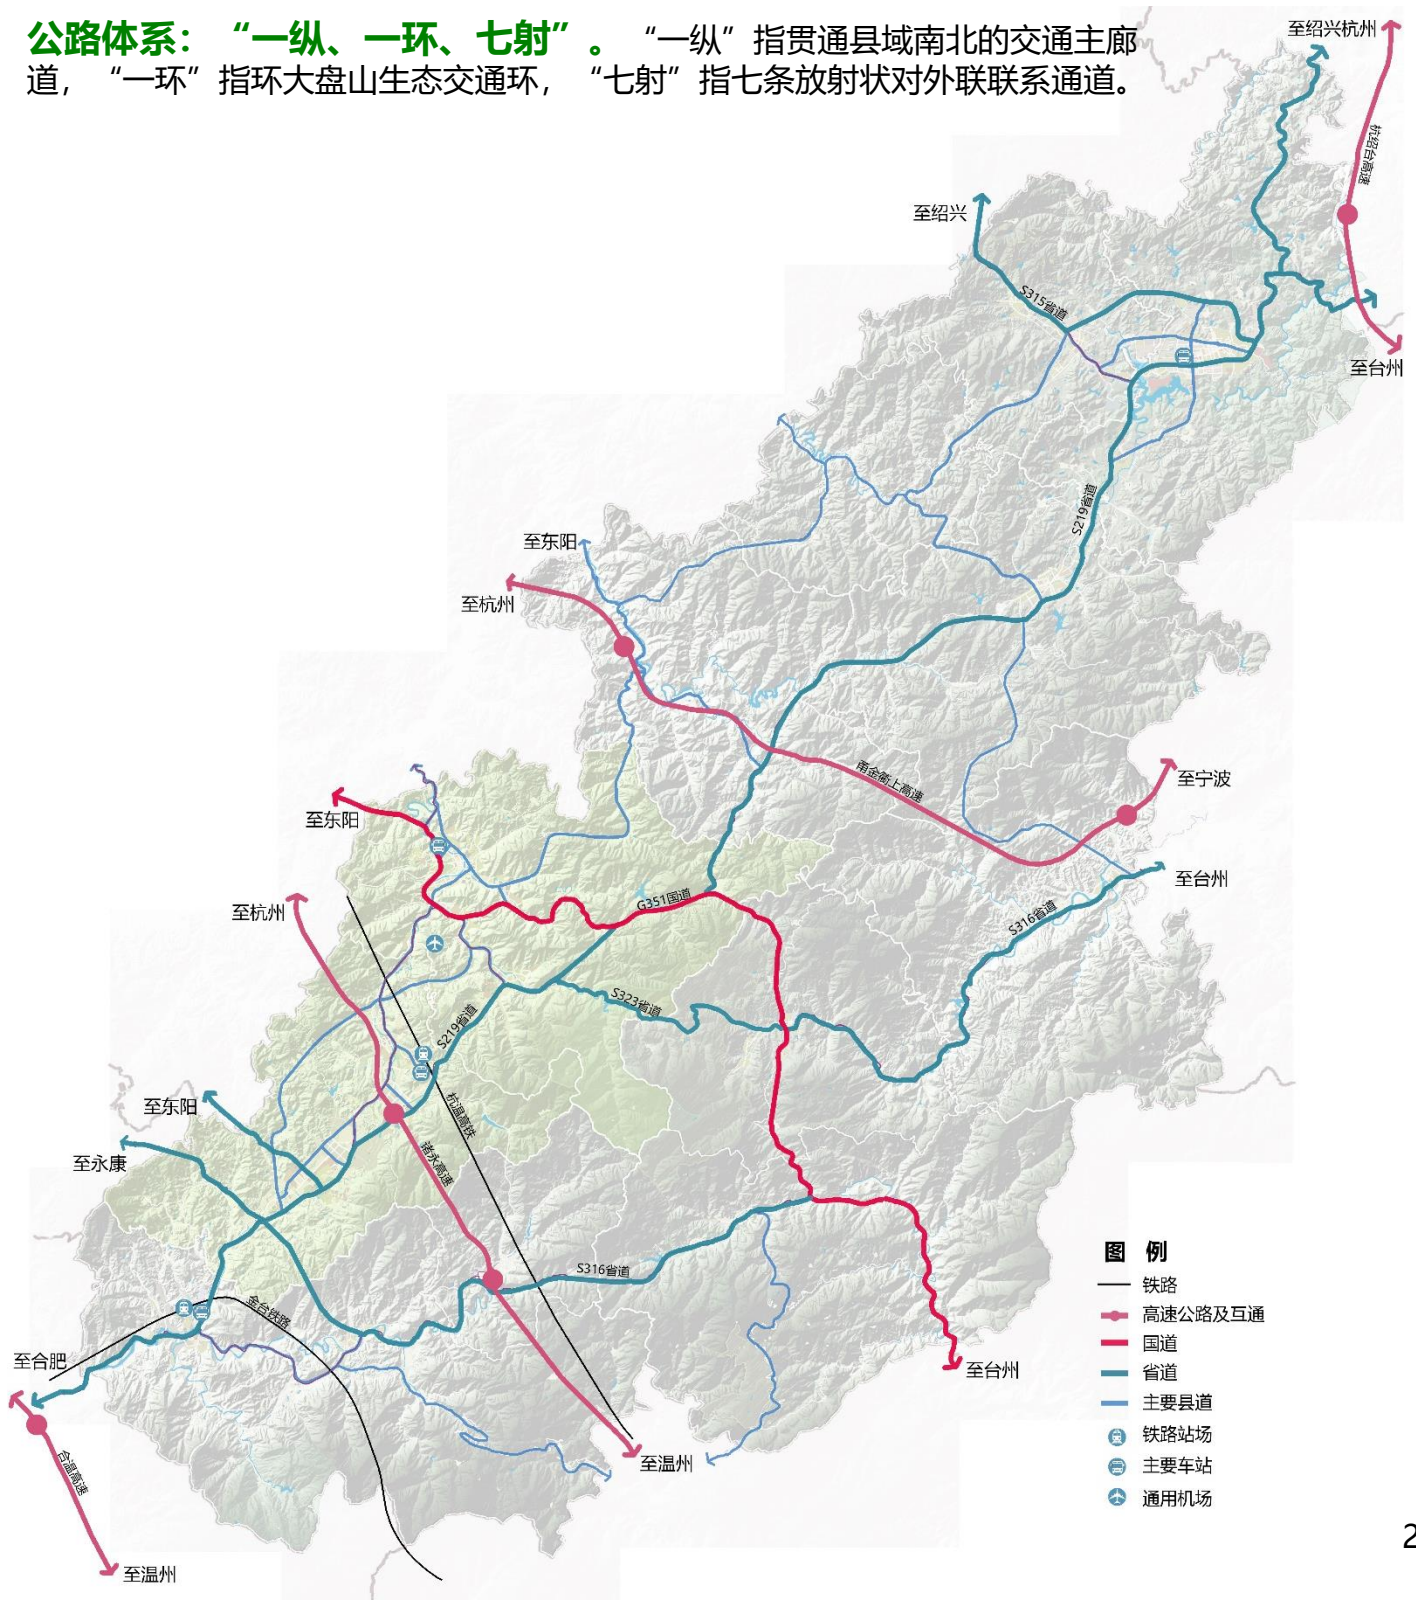 公路体系：“一纵、一环、七射”。“一纵”指贯通县域南北的交通主廊
道，“一环”指环大盘山生态交通环，“七射”指七条放射状对外联联系通道。
至绍兴杭州
杭绍台高速
至绍兴
S315省道
至台州
S219省道
至东阳
至杭州
甬金衢上高速
至宁波
至东阳
至台州
G351国道
至杭州
S316省道
S323省道
S219省道
至东阳
杭温高铁
至永康
诸永高速
S316省道
金台铁路
至合肥
至台州
合温高速
至温州
至温州
图 例
铁路
高速公路及互通
国道
省道
主要县道
铁路站场
主要车站
通用机场
2